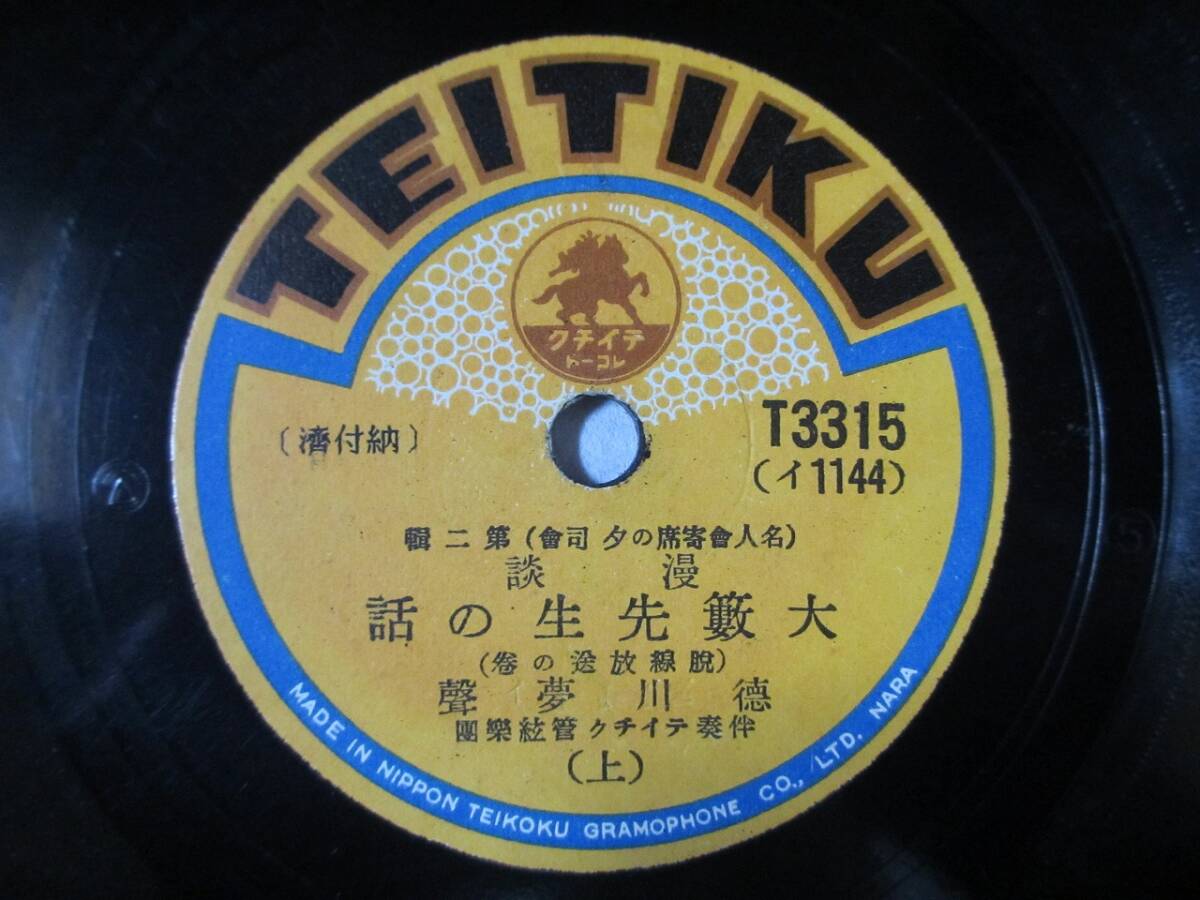 TEITIKU
テイチク
レコード
T3315
(イ1144)
〔納付濟〕
(名人會寄席の夕 司會) 第二輯
漫談
大籔先生の話
(脫線放送の卷)
德川夢聲
伴奏テイチク管絃樂團
(上)
MADE IN NIPPON TEIKOKU GRAMOPHONE CO., LTD. NARA